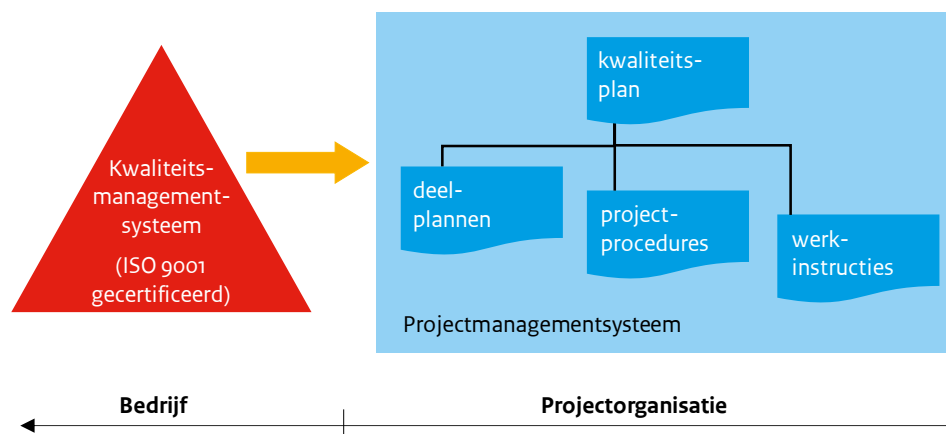 Kwaliteits-
management-
systeem
(ISO 9001
gecertificeerd)
kwaliteits-
plan
deel-
plannen
project-
procedures
werk-
instructies
Projectmanagementsysteem
Bedrijf
Projectorganisatie